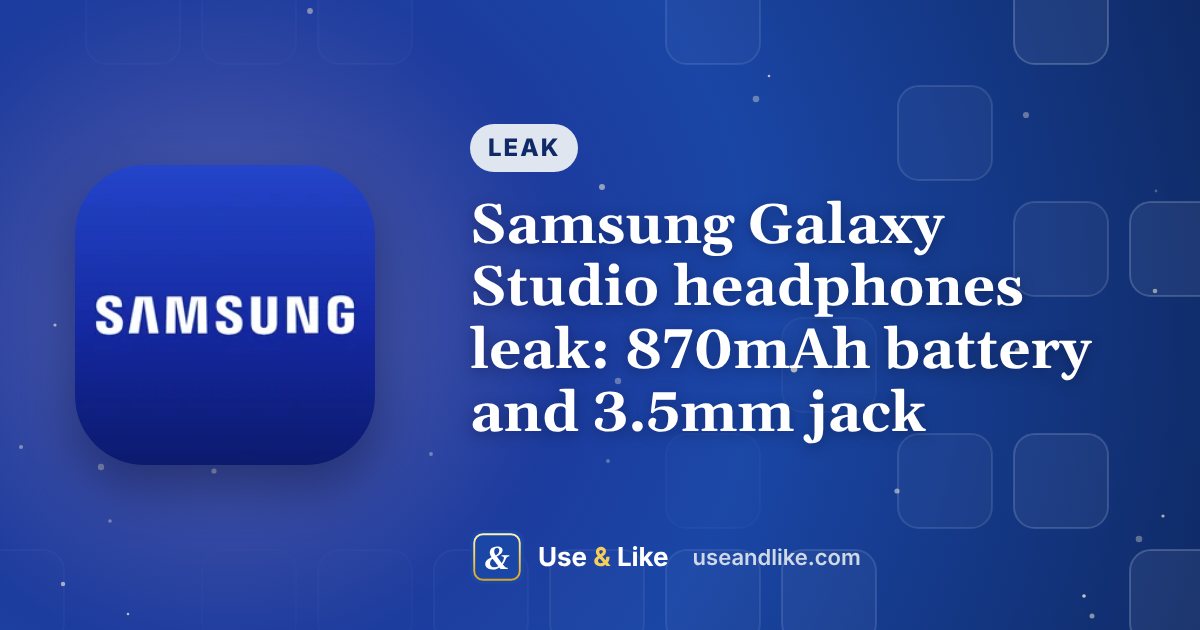 SAMSUNG
LEAK
Samsung Galaxy
Studio headphones
leak: 870mAh battery
and 3.5mm jack
& Use & Like useandlike.com